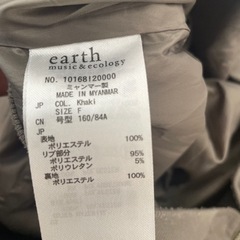 earth
music&ecology
NO. 10168I20000
ミャンマー製
MADE IN MYANMAR
JP COL. Khaki
SIZE F
CN 号型 160/84A
CN
JP
表地
ポリエステル 100%
リブ部分
ポリエステル 95%
ポリウレタン 5%
裏地
ポリエステル 100%